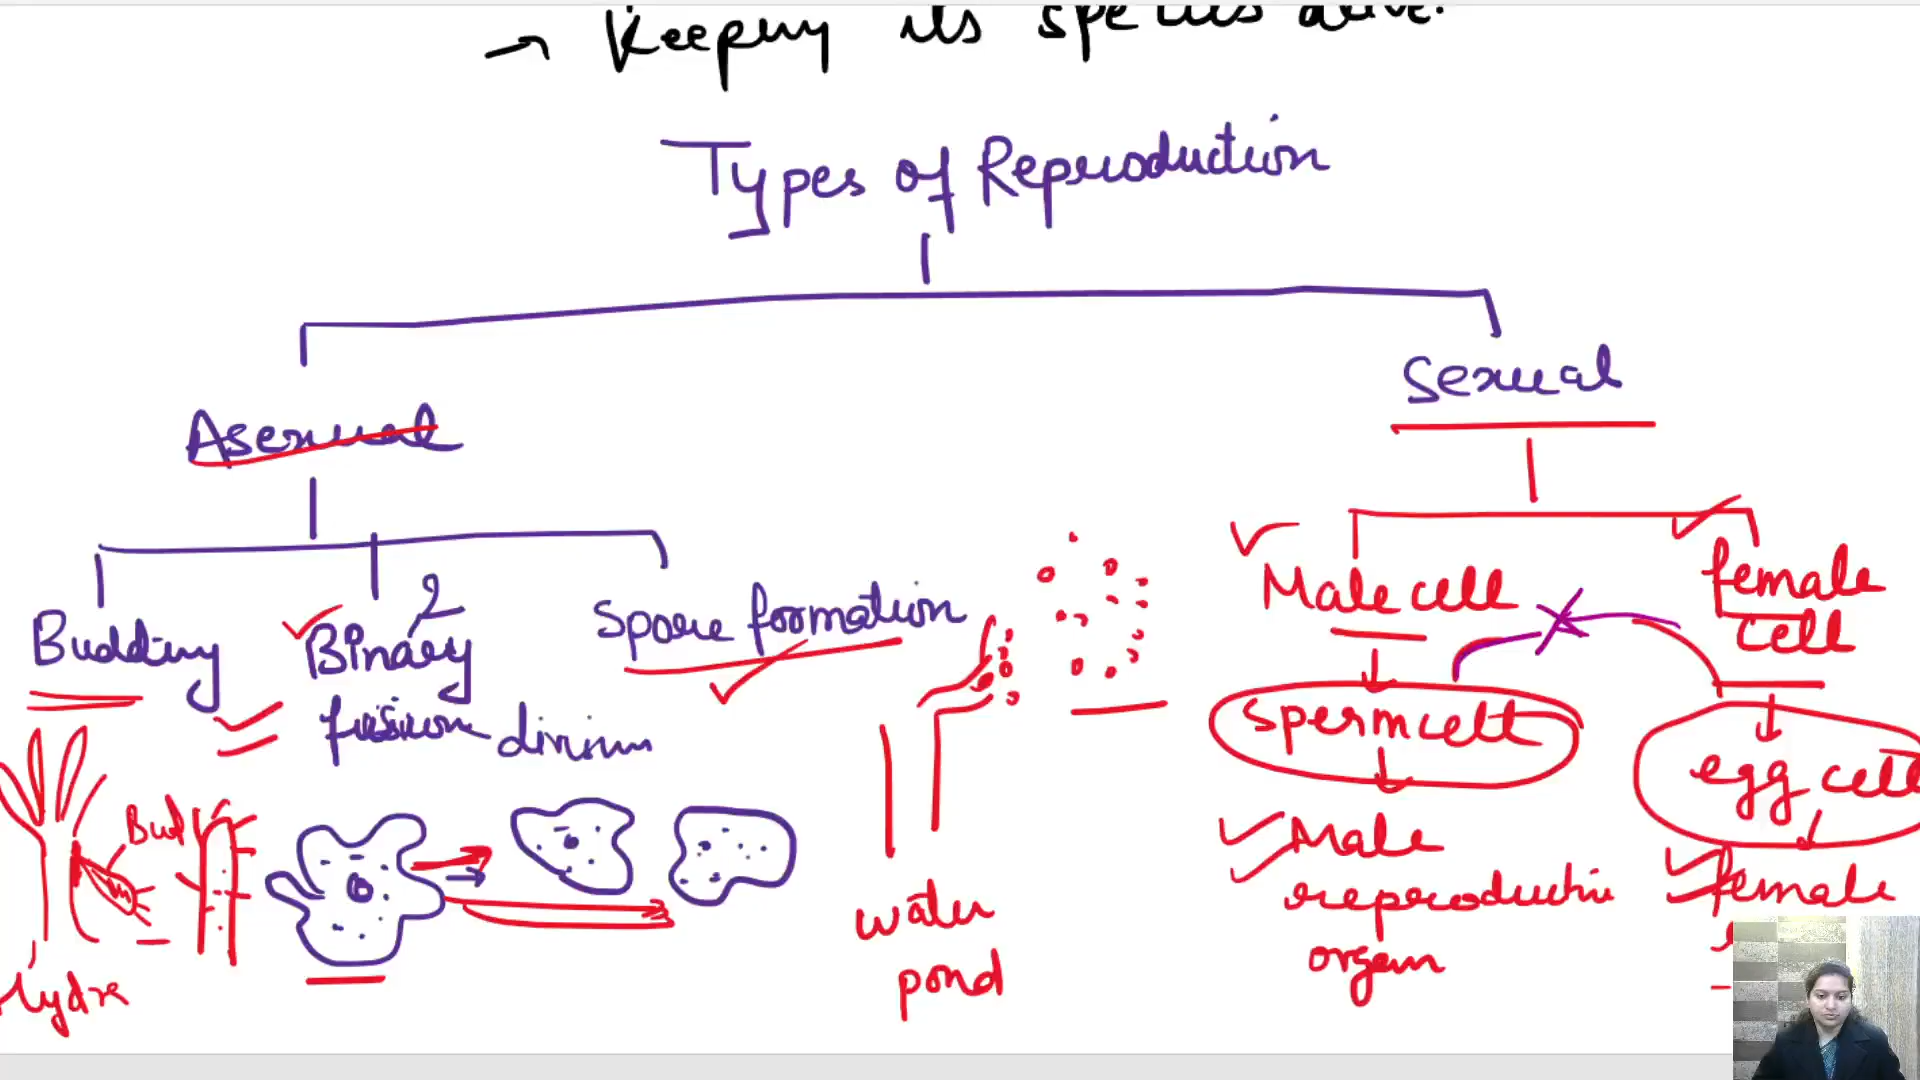 → Keeping its species alive.
Types of Reproduction
Asexual
Sexual
Budding
Binary
fission
2
division
Spore formation
Male cell
female
cell
Sperm cell
egg cell
Male
reproductive
organ
female
Bud
Hydra
water
pond